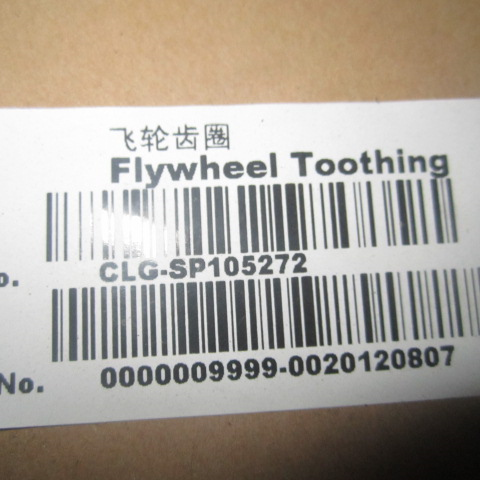 飞轮齿圈
Flywheel Toothing
o.
CLG-SP105272
No.
0000009999-0020120807